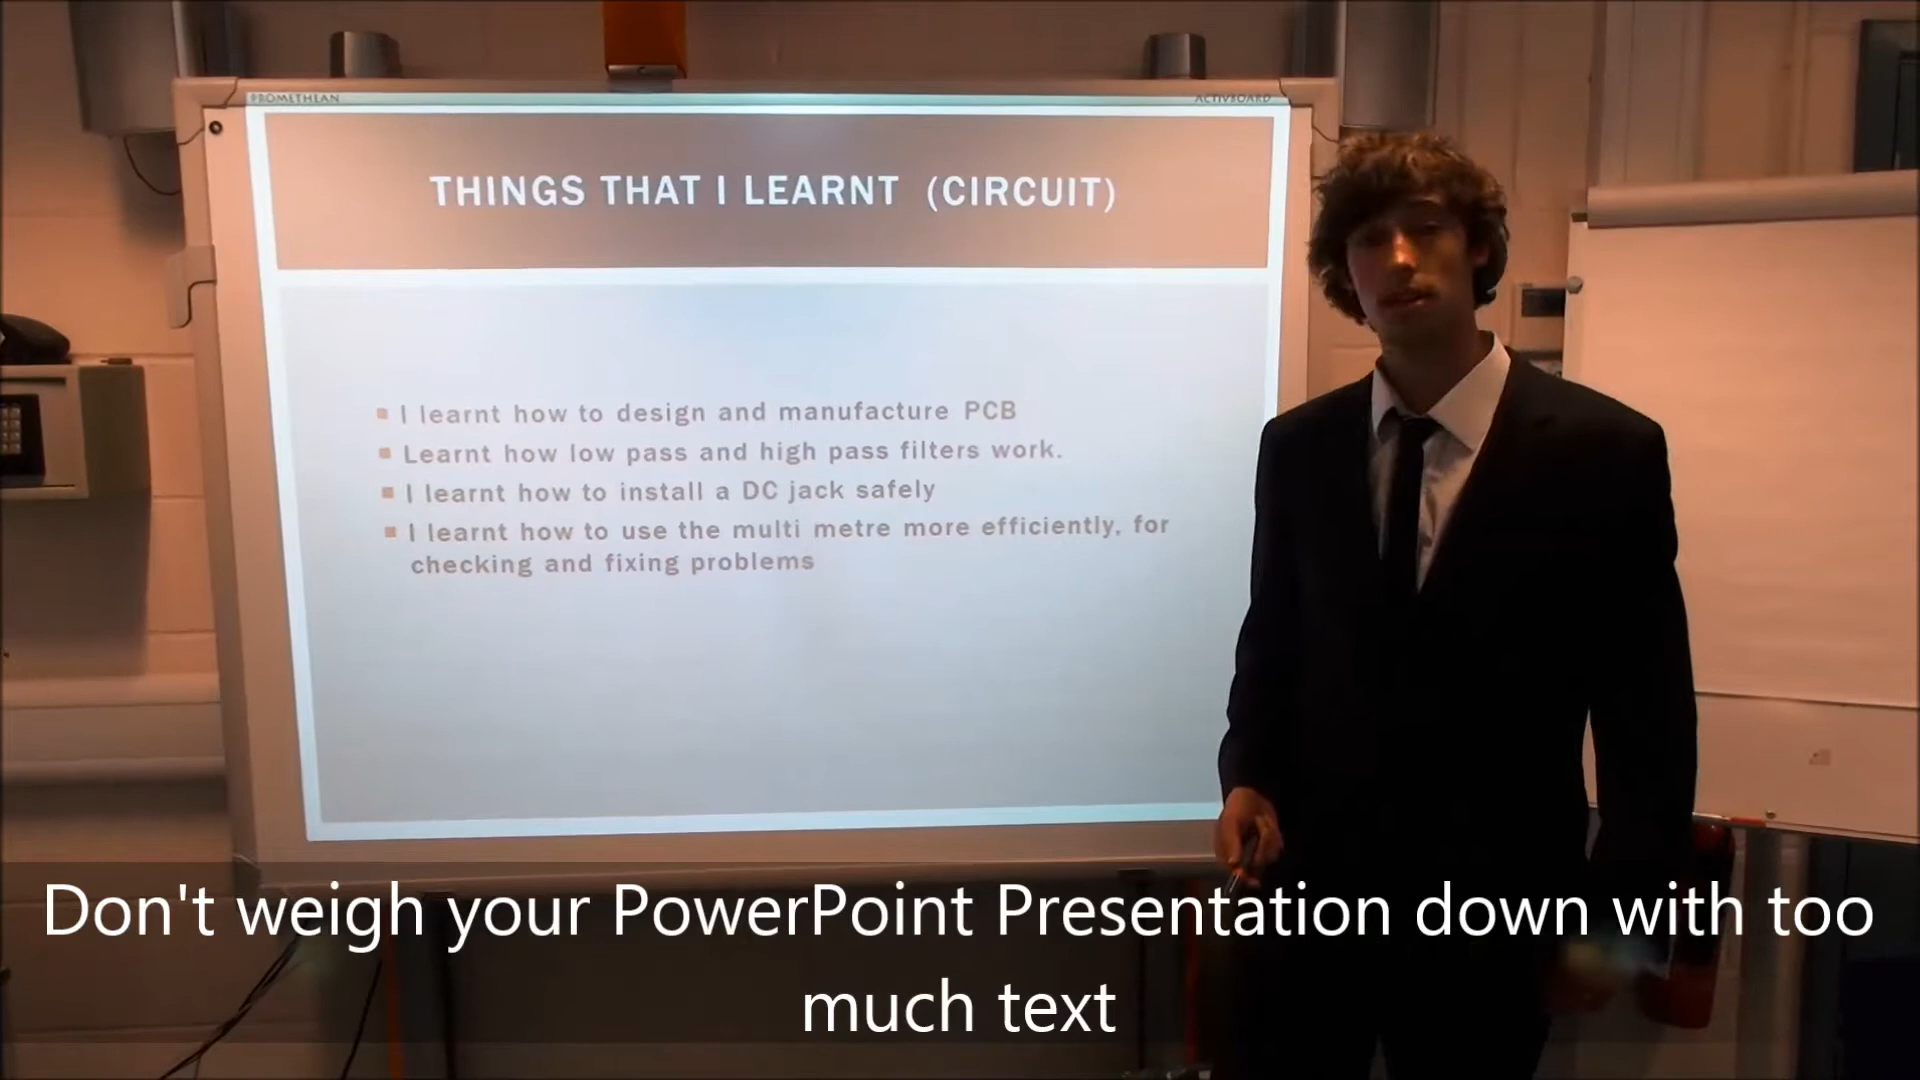 PROMETHEAN
ACTIVBOARD
THINGS THAT I LEARNT (CIRCUIT)
I learnt how to design and manufacture PCB
Learnt how low pass and high pass filters work.
I learnt how to install a DC jack safely
I learnt how to use the multi metre more efficiently, for
checking and fixing problems
Don't weigh your PowerPoint Presentation down with too
much text